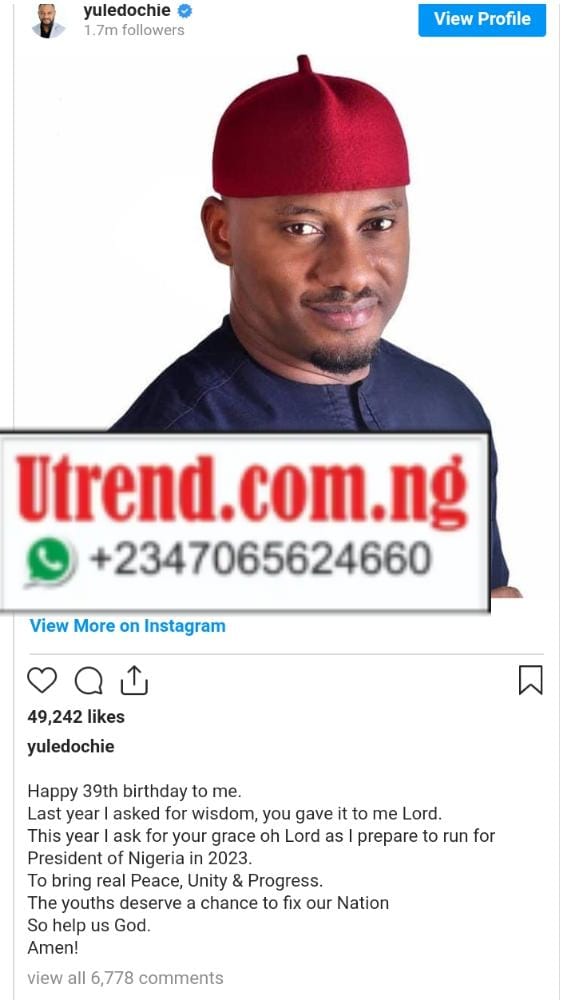 yuledochie
1.7m followers
View Profile
Utrend.com.ng
+2347065624660
View More on Instagram
49,242 likes
yuledochie
Happy 39th birthday to me.
Last year I asked for wisdom, you gave it to me Lord.
This year I ask for your grace oh Lord as I prepare to run for
President of Nigeria in 2023.
To bring real Peace, Unity & Progress.
The youths deserve a chance to fix our Nation
So help us God.
Amen!
view all 6,778 comments